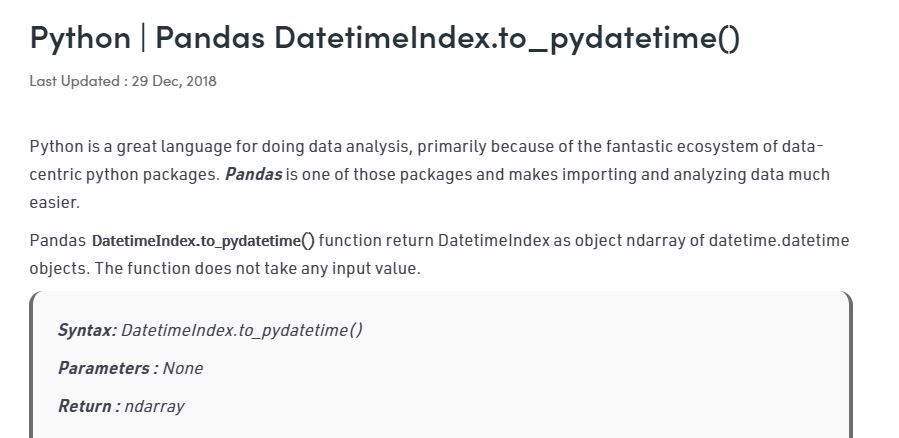 Python | Pandas DatetimeIndex.to_pydatetime()
Last Updated : 29 Dec, 2018
Python is a great language for doing data analysis, primarily because of the fantastic ecosystem of data-
centric python packages. Pandas is one of those packages and makes importing and analyzing data much
easier.
Pandas DatetimeIndex.to_pydatetime() function return DatetimeIndex as object ndarray of datetime.datetime
objects. The function does not take any input value.
Syntax: DatetimeIndex.to_pydatetime()
Parameters : None
Return : ndarray